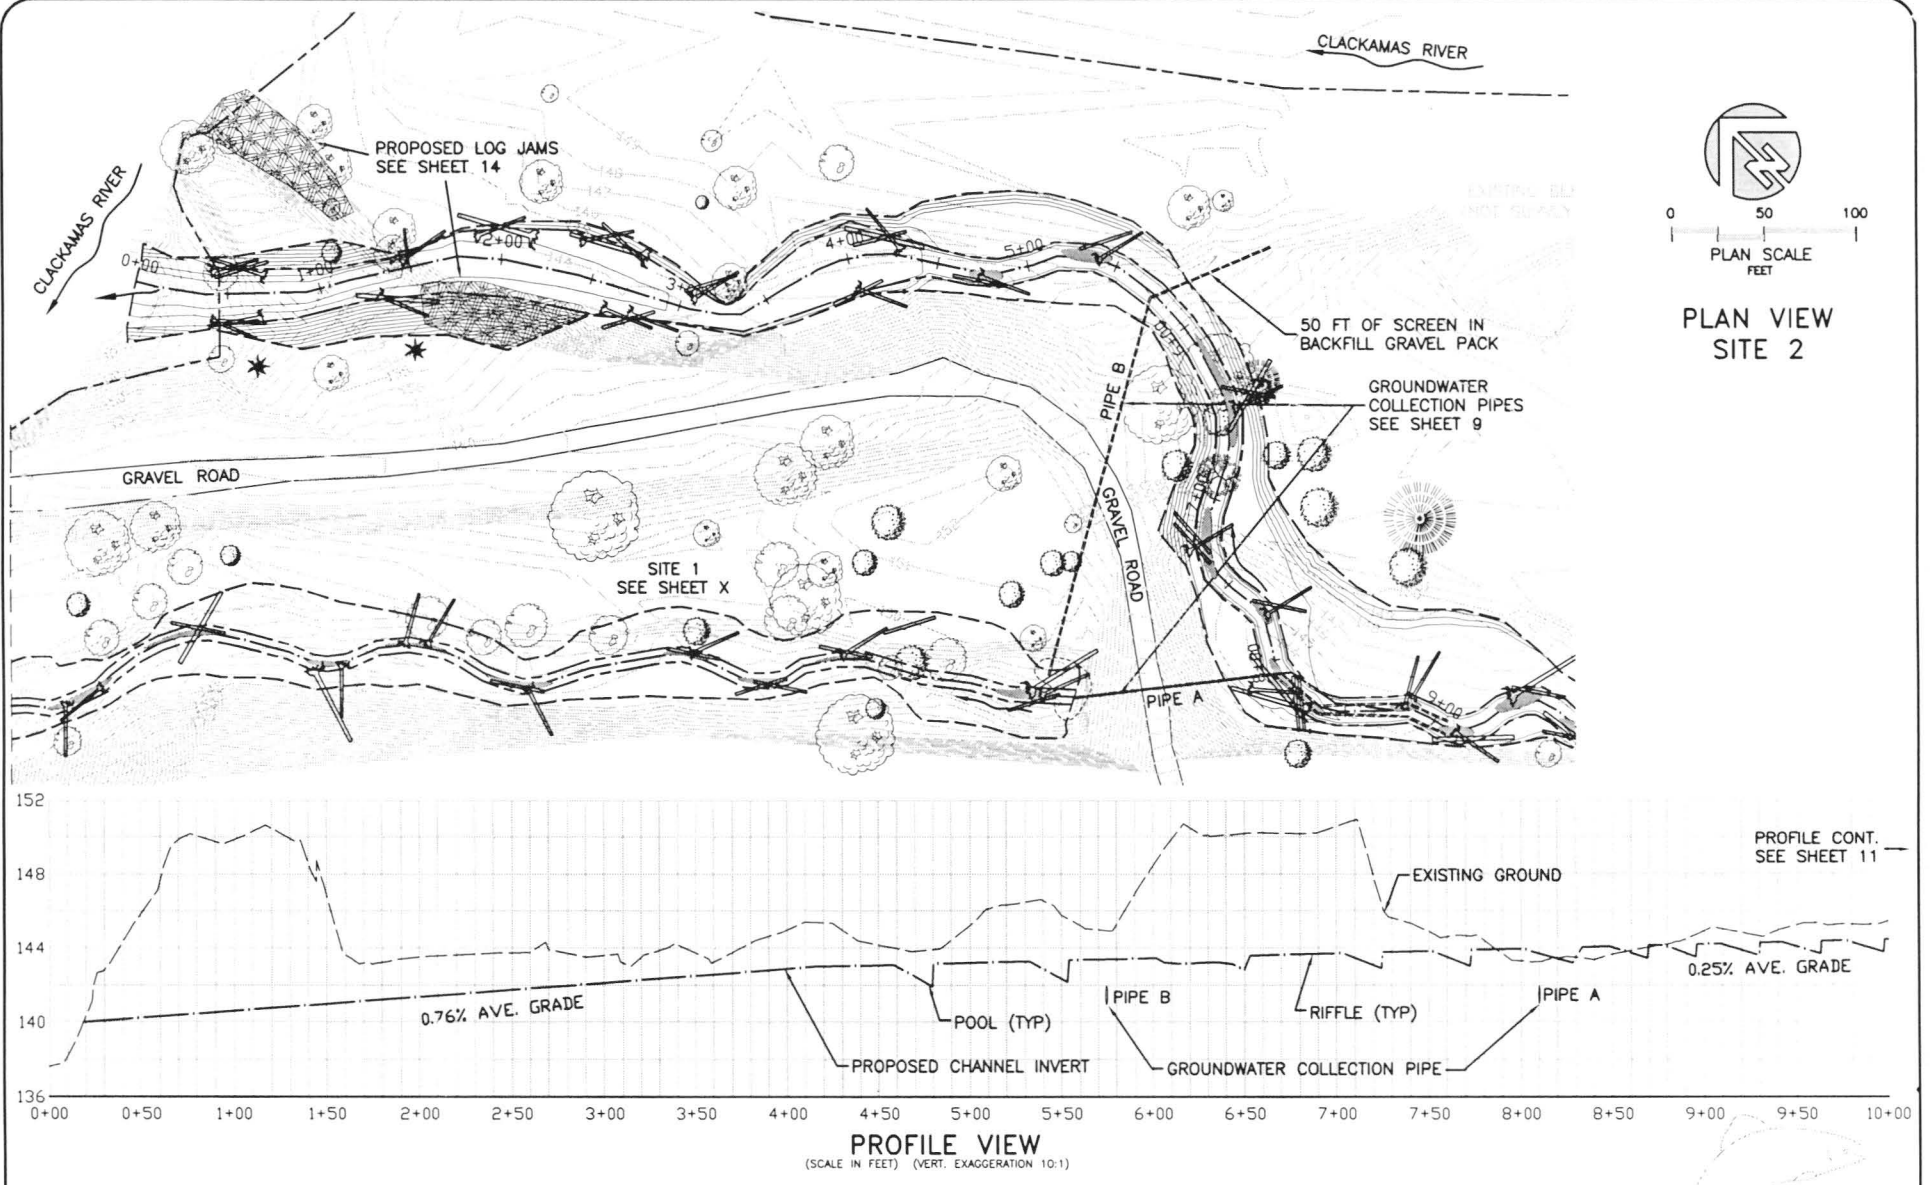 CLACKAMAS RIVER
PROPOSED LOG JAMS
SEE SHEET 14
CLACKAMAS RIVER
0 50 100
PLAN SCALE
FEET
PLAN VIEW
SITE 2
0+00
1+00
2+00
4+00
5+00
50 FT OF SCREEN IN
BACKFILL GRAVEL PACK
PIPE B
GROUNDWATER
COLLECTION PIPES
SEE SHEET 9
GRAVEL ROAD
GRAVEL ROAD
SITE 1
SEE SHEET X
PIPE A
9+00
152
148
144
140
136
PROFILE CONT.
SEE SHEET 11
EXISTING GROUND
0.76% AVE. GRADE
0.25% AVE. GRADE
PIPE B
PIPE A
POOL (TYP)
RIFFLE (TYP)
PROPOSED CHANNEL INVERT
GROUNDWATER COLLECTION PIPE
0+00 0+50 1+00 1+50 2+00 2+50 3+00 3+50 4+00 4+50 5+00 5+50 6+00 6+50 7+00 7+50 8+00 8+50 9+00 9+50 10+00
PROFILE VIEW
(SCALE IN FEET) (VERT. EXAGGERATION 10:1)